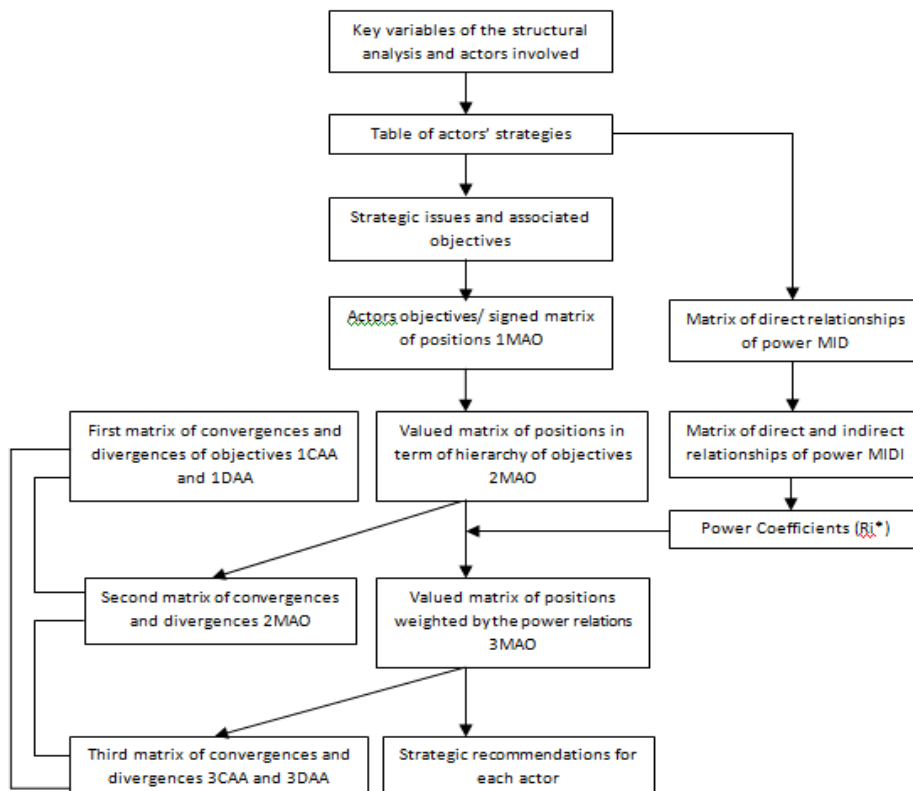 Key variables of the structural
analysis and actors involved
Table of actors' strategies
Strategic issues and associated
objectives
Actors objectives/ signed matrix
of positions 1MAO
Matrix of direct relationships
of power MID
First matrix of convergences and
divergences of objectives 1CAA
and 1DAA
Valued matrix of positions in
term of hierarchy of objectives
2MAO
Matrix of direct and indirect
relationships of power MIDI
Power Coefficients (Ri*)
Second matrix of convergences
and divergences 2MAO
Valued matrix of positions
weighted by the power relations
3MAO
Third matrix of convergences and
divergences 3CAA and 3DAA
Strategic recommendations for
each actor